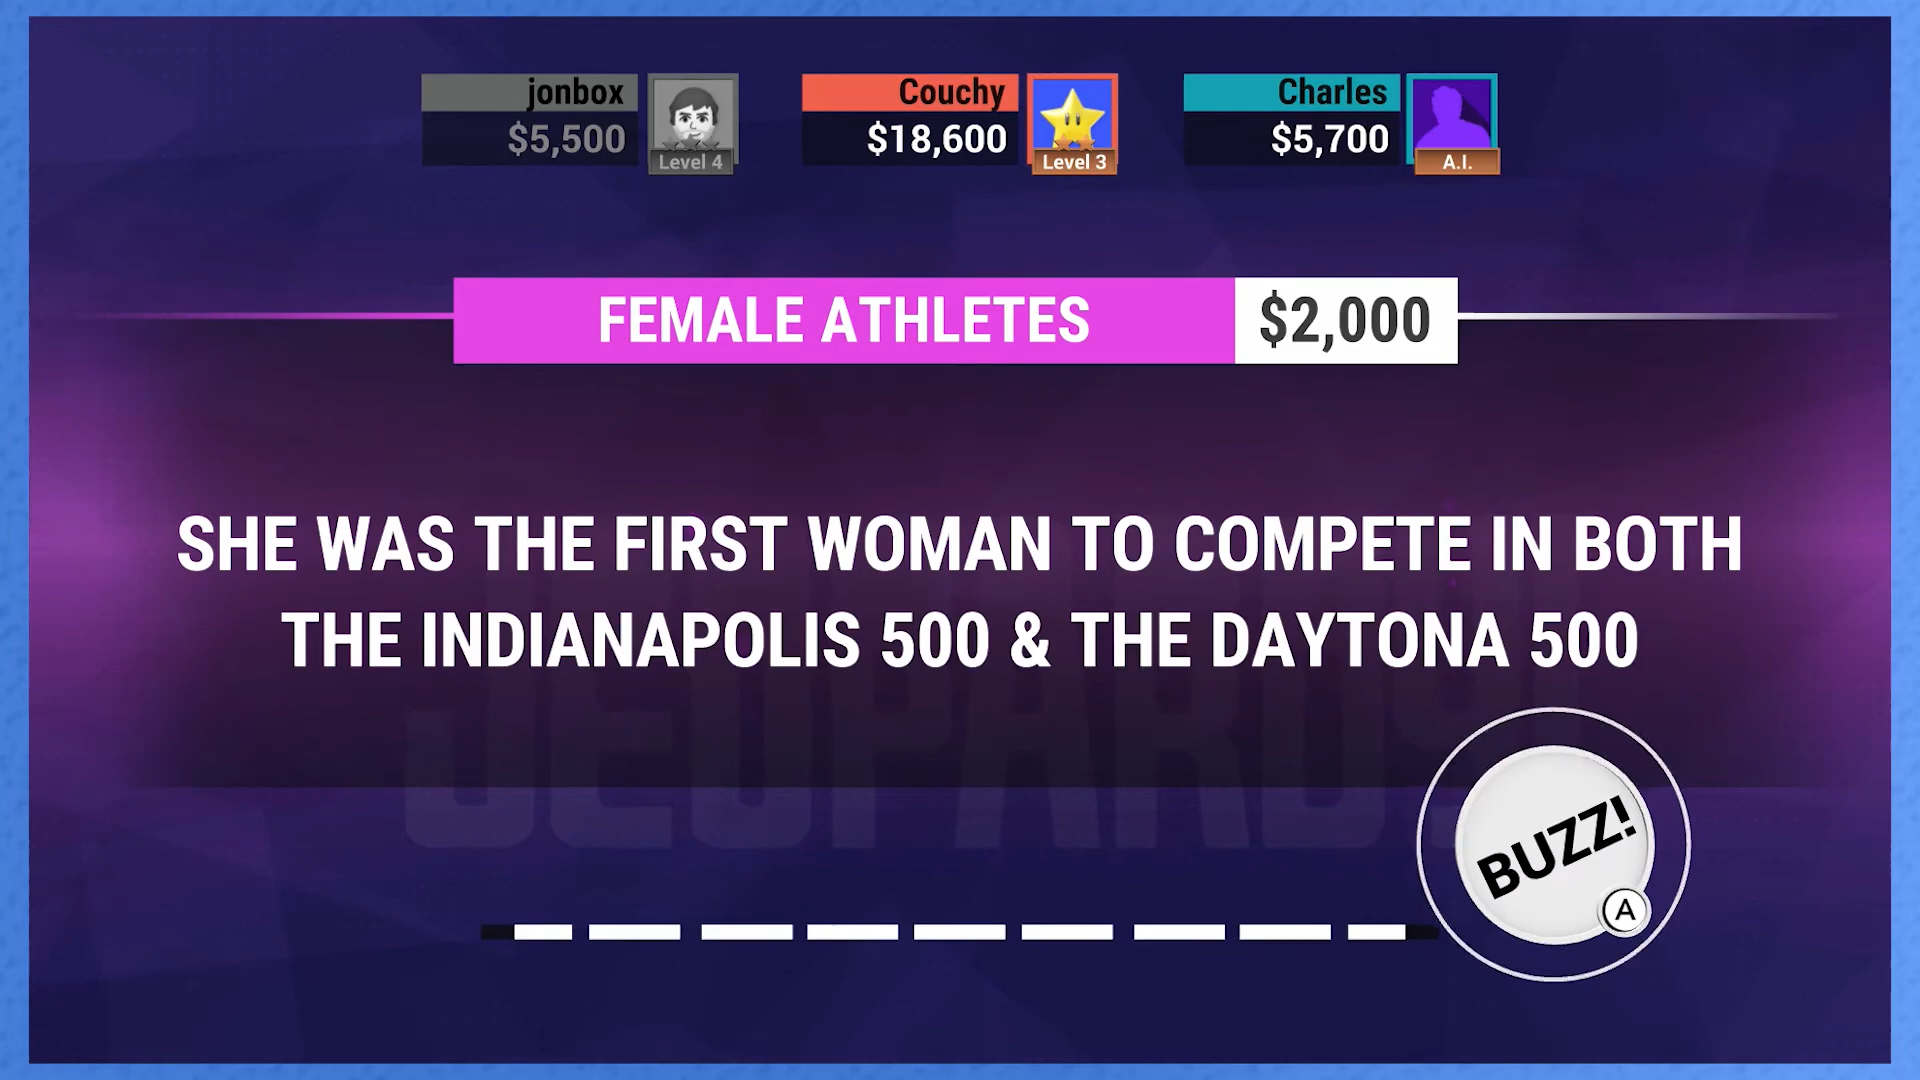 jonbox
$5,500
Level 4
Couchy
$18,600
Level 3
Charles
$5,700
A.I.
FEMALE ATHLETES
$2,000
SHE WAS THE FIRST WOMAN TO COMPETE IN BOTH
THE INDIANAPOLIS 500 & THE DAYTONA 500
JEOPARDY!
BUZZ!
A